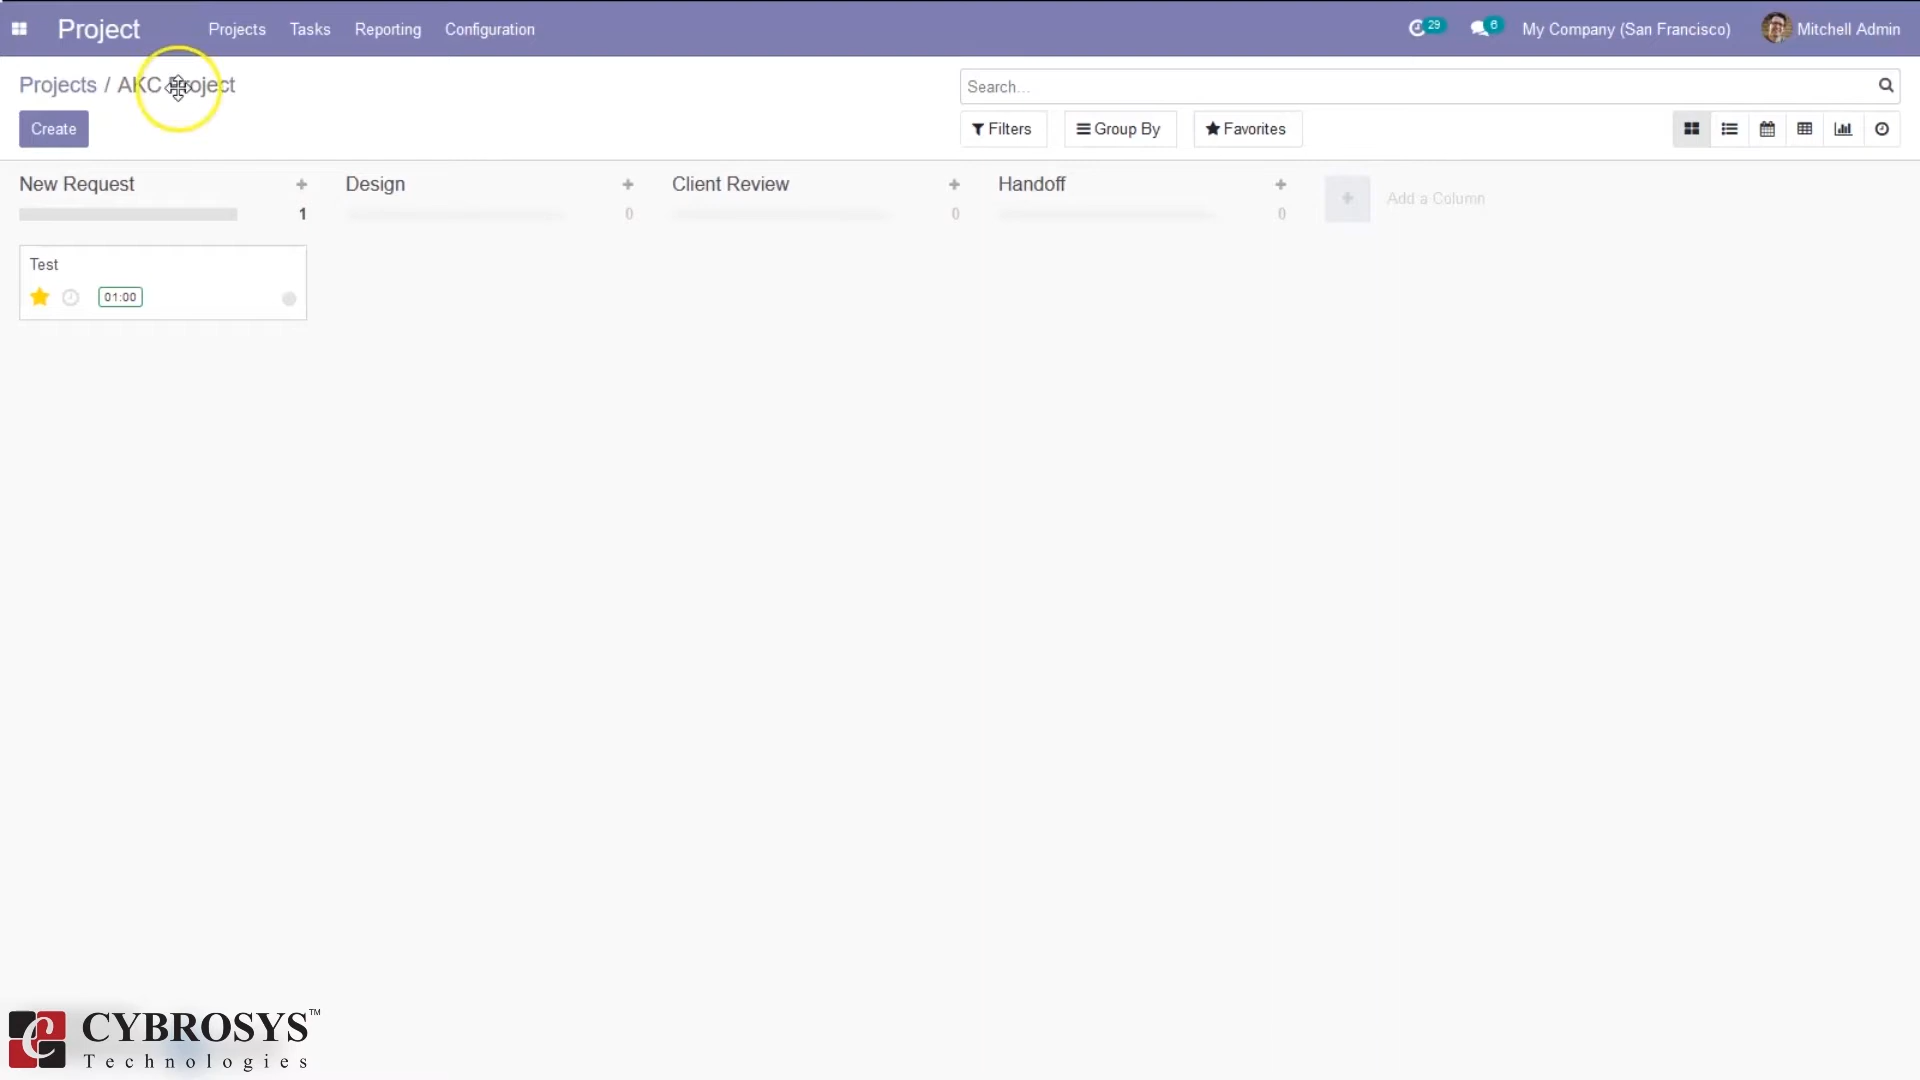 Project Projects Tasks Reporting Configuration 29 6 My Company (San Francisco) Mitchell Admin
Projects / AKC Project
Search...
Create
Filters Group By Favorites
New Request 1
Design 0
Client Review 0
Handoff 0
Add a Column
Test
01:00
CYBROSYS™
Technologies